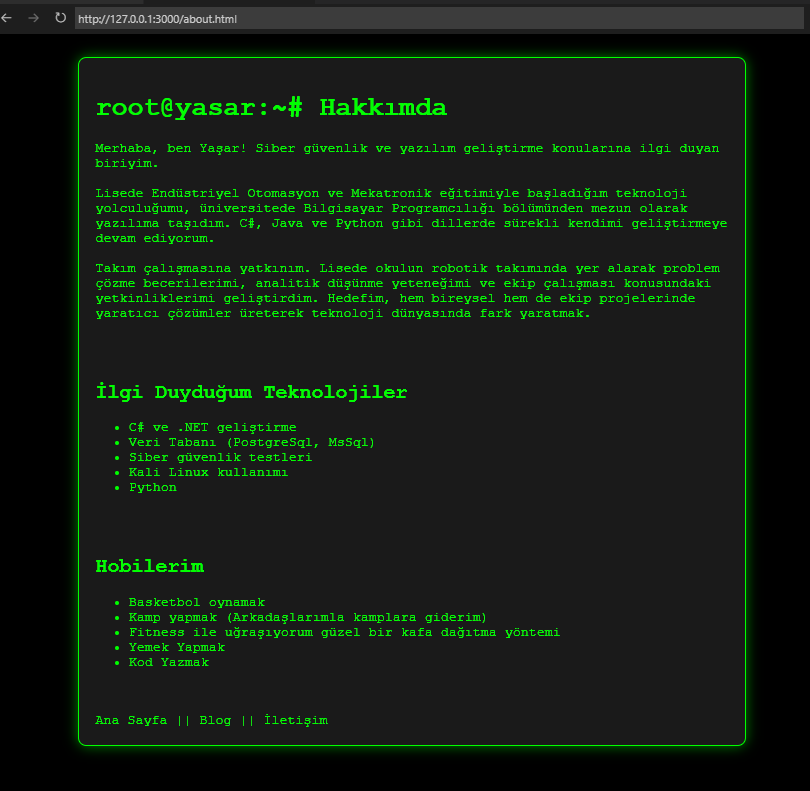 http://127.0.0.1:3000/about.html
root@yasar:~# Hakkımda
Merhaba, ben Yaşar! Siber güvenlik ve yazılım geliştirme konularına ilgi duyan
biriyim.
Lisede Endüstriyel Otomasyon ve Mekatronik eğitimiyle başladığım teknoloji
yolculuğumu, üniversitede Bilgisayar Programcılığı bölümünden mezun olarak
yazılıma taşıdım. C#, Java ve Python gibi dillerde sürekli kendimi geliştirmeye
devam ediyorum.
Takım çalışmasına yatkınım. Lisede okulun robotik takımında yer alarak problem
çözme becerilerimi, analitik düşünme yeteneğimi ve ekip çalışması konusundaki
yetkinliklerimi geliştirdim. Hedefim, hem bireysel hem de ekip projelerinde
yaratıcı çözümler üreterek teknoloji dünyasında fark yaratmak.
İlgi Duyduğum Teknolojiler
• C# ve .NET geliştirme
• Veri Tabanı (PostgreSql, MsSql)
• Siber güvenlik testleri
• Kali Linux kullanımı
• Python
Hobilerim
• Basketbol oynamak
• Kamp yapmak (Arkadaşlarımla kamplara giderim)
• Fitness ile uğraşıyorum güzel bir kafa dağıtma yöntemi
• Yemek Yapmak
• Kod Yazmak
Ana Sayfa || Blog || İletişim